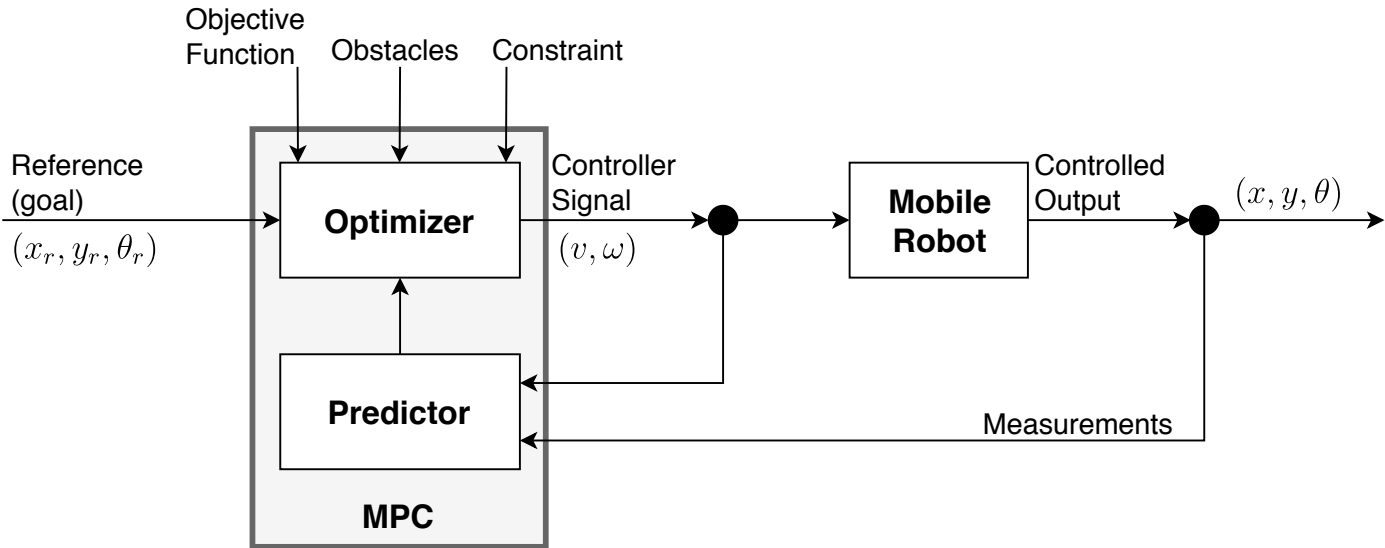 Objective
Function
Obstacles
Constraint
Reference
(goal)
(x_r, y_r, θ_r)
Optimizer
Controller
Signal
(v, ω)
Mobile
Robot
Controlled
Output
(x, y, θ)
Predictor
Measurements
MPC